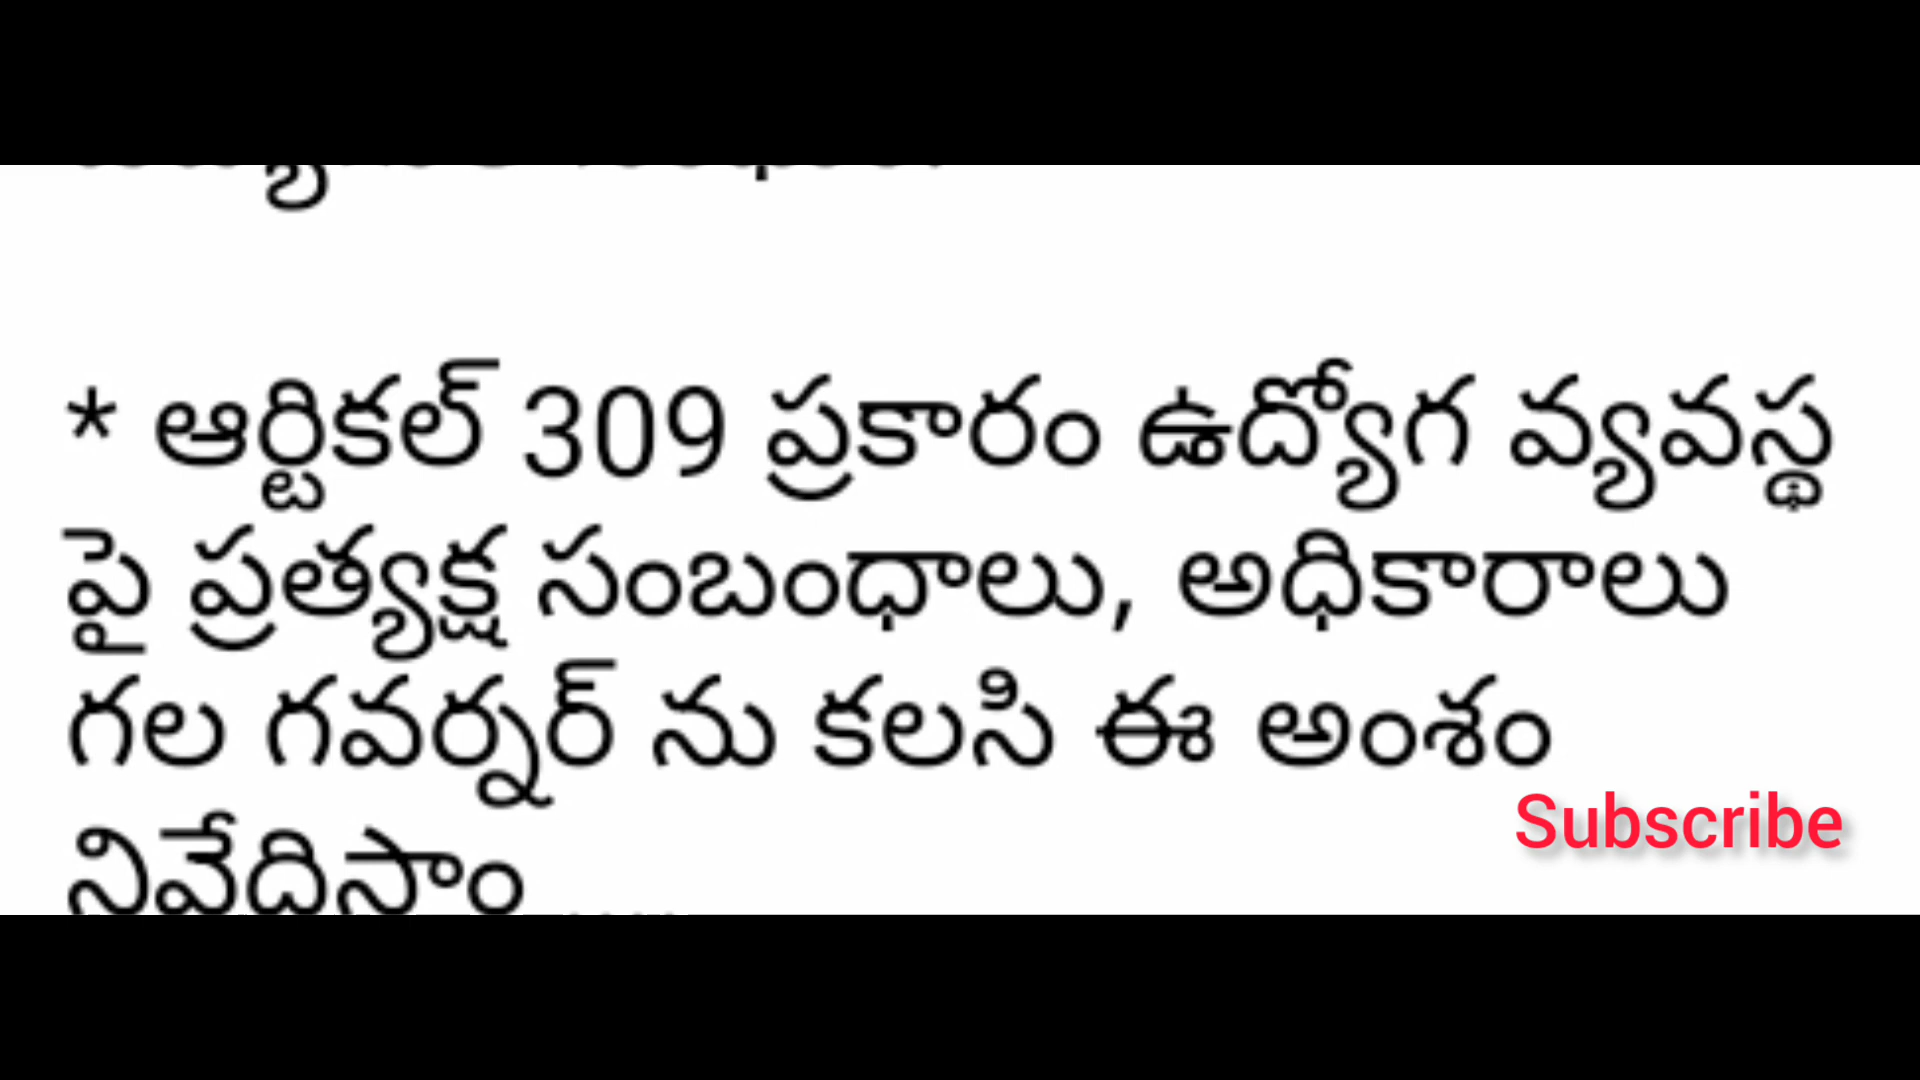 * ఆర్టికల్ 309 ప్రకారం ఉద్యోగ వ్యవస్థ
పై ప్రత్యక్ష సంబంధాలు, అధికారాలు
గల గవర్నర్ ను కలసి ఈ అంశం
నివేదిసాం
Subscribe